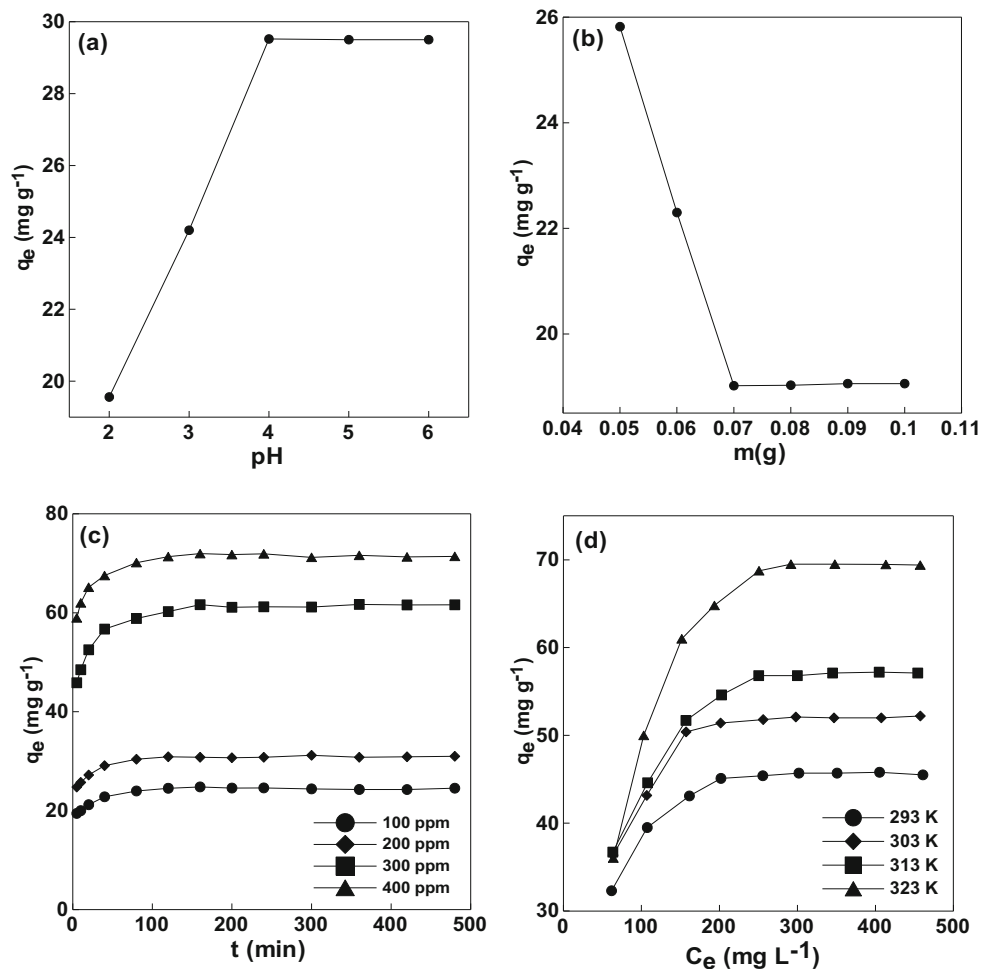 (a)
30
28
26
24
22
20
qe (mg g-1)
2 3 4 5 6
pH
(b)
26
24
22
20
qe (mg g-1)
0.04 0.05 0.06 0.07 0.08 0.09 0.1 0.11
m(g)
(c)
80
60
40
20
0
qe (mg g-1)
0 100 200 300 400 500
t (min)
100 ppm
200 ppm
300 ppm
400 ppm
(d)
70
60
50
40
30
qe (mg g-1)
0 100 200 300 400 500
Ce (mg L-1)
293 K
303 K
313 K
323 K